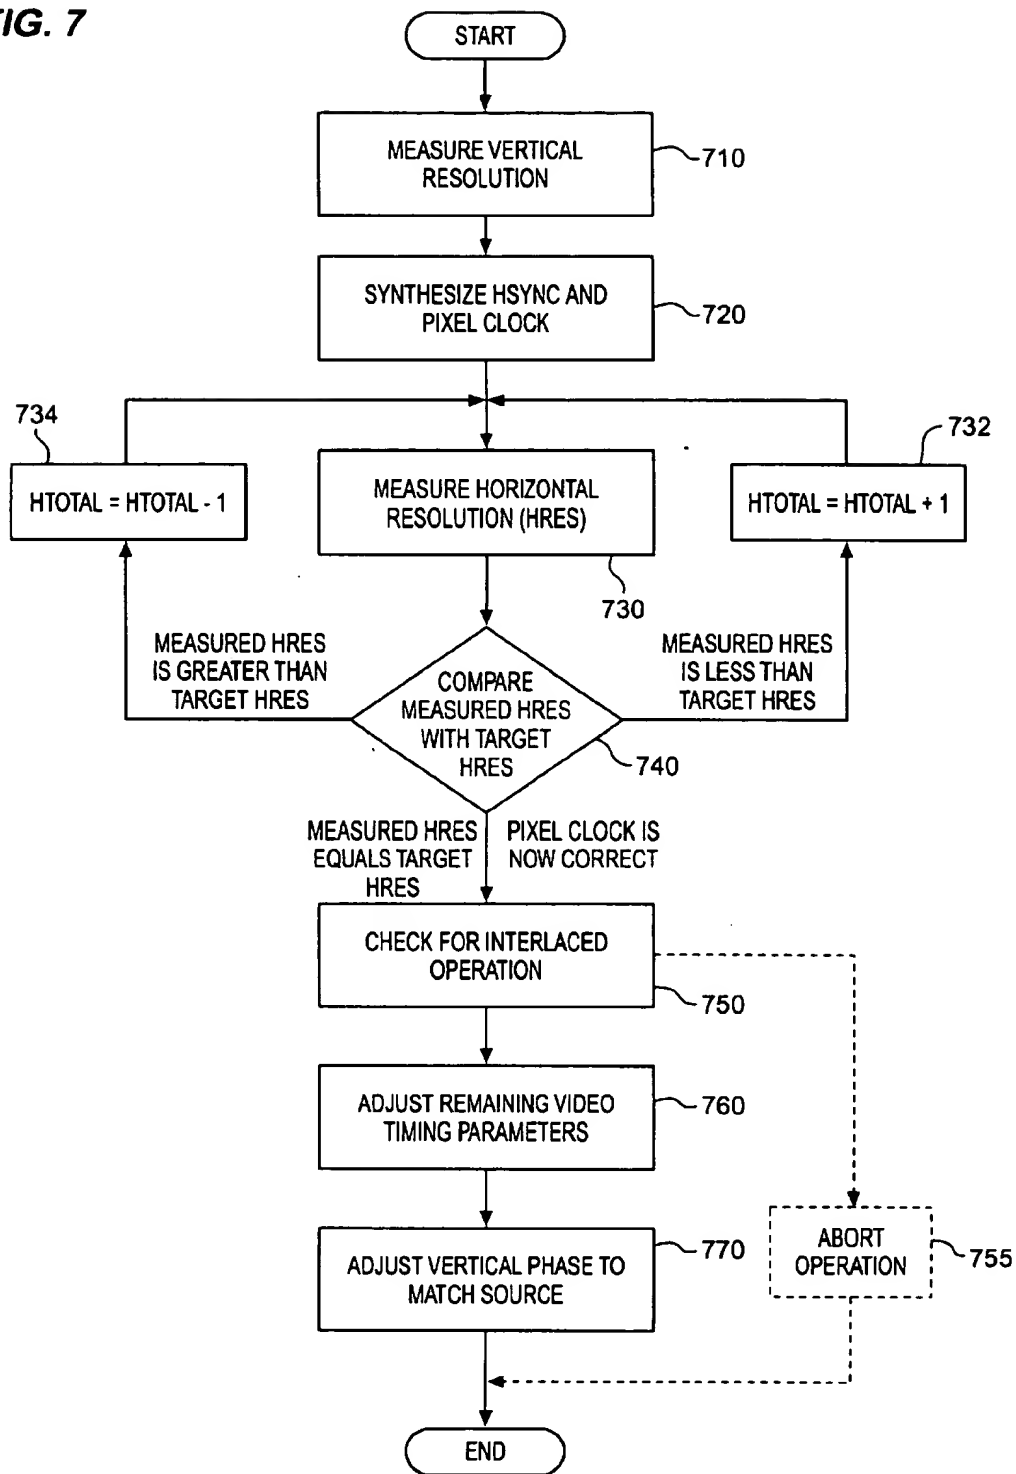 FIG. 7
START
MEASURE VERTICAL
RESOLUTION
710
SYNTHESIZE HSYNC AND
PIXEL CLOCK
720
734
HTOTAL = HTOTAL - 1
732
HTOTAL = HTOTAL + 1
MEASURE HORIZONTAL
RESOLUTION (HRES)
730
MEASURED HRES
IS GREATER THAN
TARGET HRES
MEASURED HRES
IS LESS THAN
TARGET HRES
COMPARE
MEASURED HRES
WITH TARGET
HRES
740
MEASURED HRES
EQUALS TARGET
HRES
PIXEL CLOCK IS
NOW CORRECT
CHECK FOR INTERLACED
OPERATION
750
ADJUST REMAINING VIDEO
TIMING PARAMETERS
760
ADJUST VERTICAL PHASE TO
MATCH SOURCE
770
ABORT
OPERATION
755
END